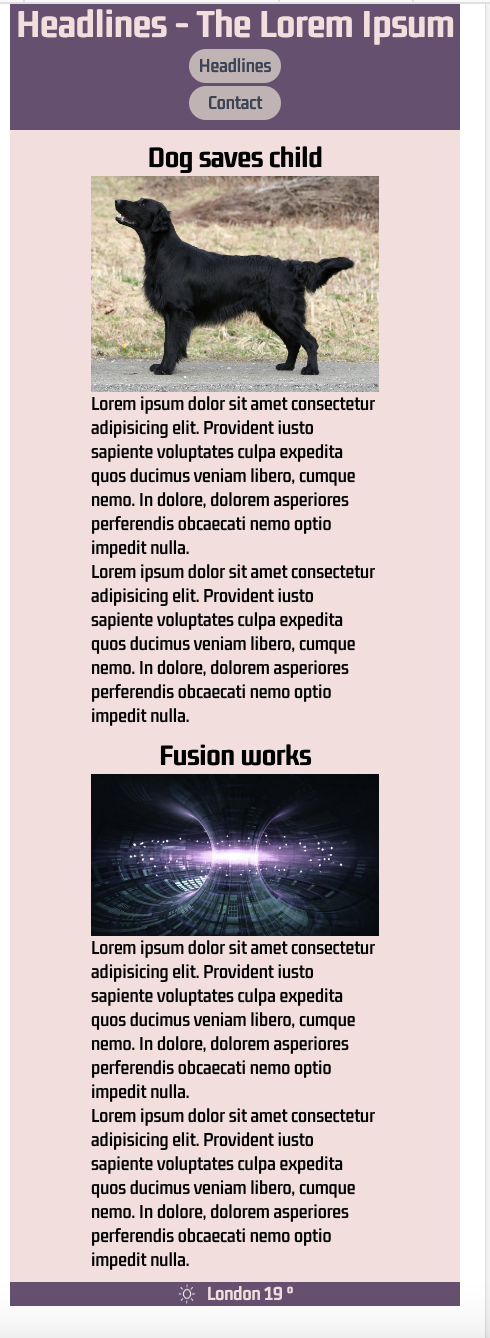 Headlines - The Lorem Ipsum
Headlines
Contact
Dog saves child
Lorem ipsum dolor sit amet consectetur
adipisicing elit. Provident iusto
sapiente voluptates culpa expedita
quos ducimus veniam libero, cumque
nemo. In dolore, dolorem asperiores
perferendis obcaecati nemo optio
impedit nulla.
Lorem ipsum dolor sit amet consectetur
adipisicing elit. Provident iusto
sapiente voluptates culpa expedita
quos ducimus veniam libero, cumque
nemo. In dolore, dolorem asperiores
perferendis obcaecati nemo optio
impedit nulla.
Fusion works
Lorem ipsum dolor sit amet consectetur
adipisicing elit. Provident iusto
sapiente voluptates culpa expedita
quos ducimus veniam libero, cumque
nemo. In dolore, dolorem asperiores
perferendis obcaecati nemo optio
impedit nulla.
Lorem ipsum dolor sit amet consectetur
adipisicing elit. Provident iusto
sapiente voluptates culpa expedita
quos ducimus veniam libero, cumque
nemo. In dolore, dolorem asperiores
perferendis obcaecati nemo optio
impedit nulla.
London 19 º